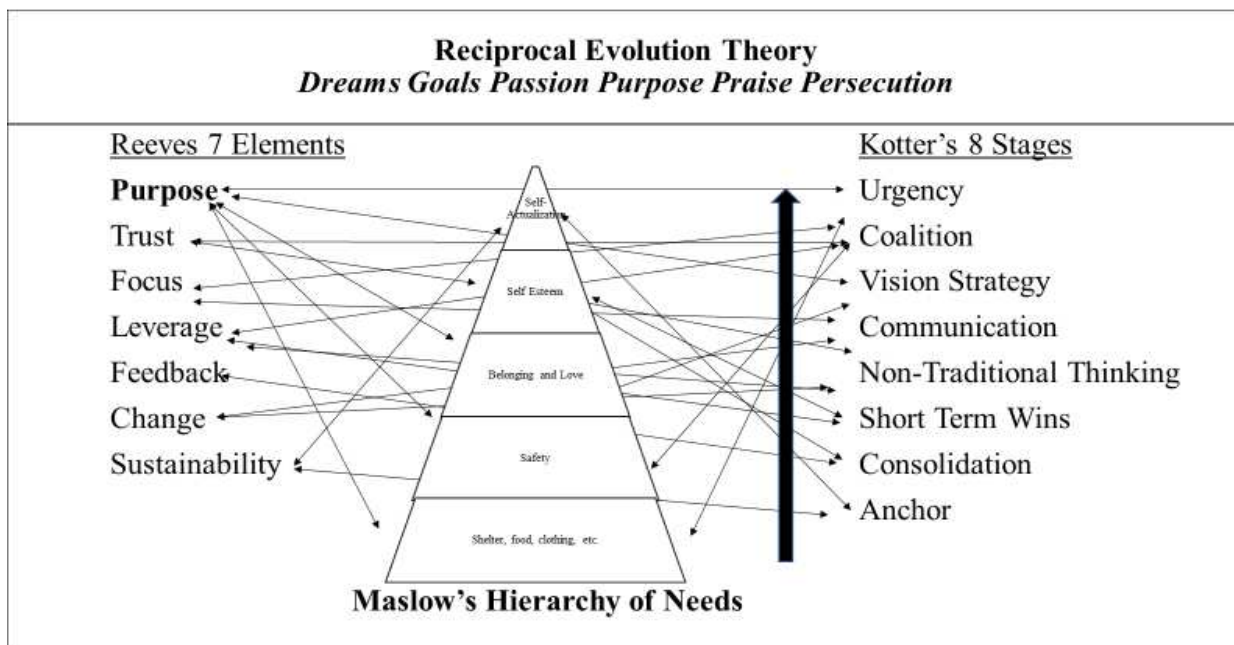 Reciprocal Evolution Theory
Dreams Goals Passion Purpose Praise Persecution
Reeves 7 Elements
Purpose
Trust
Focus
Leverage
Feedback
Change
Sustainability
Self-
Actualization
Self Esteem
Belonging and Love
Safety
Shelter, food, clothing, etc.
Maslow's Hierarchy of Needs
Kotter's 8 Stages
Urgency
Coalition
Vision Strategy
Communication
Non-Traditional Thinking
Short Term Wins
Consolidation
Anchor